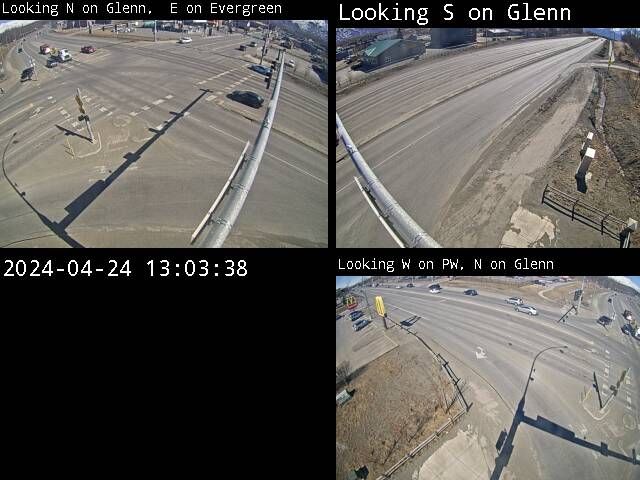 Looking N on Glenn,  E on Evergreen
Looking S on Glenn
2024-04-24 13:03:38
Looking W on PW, N on Glenn